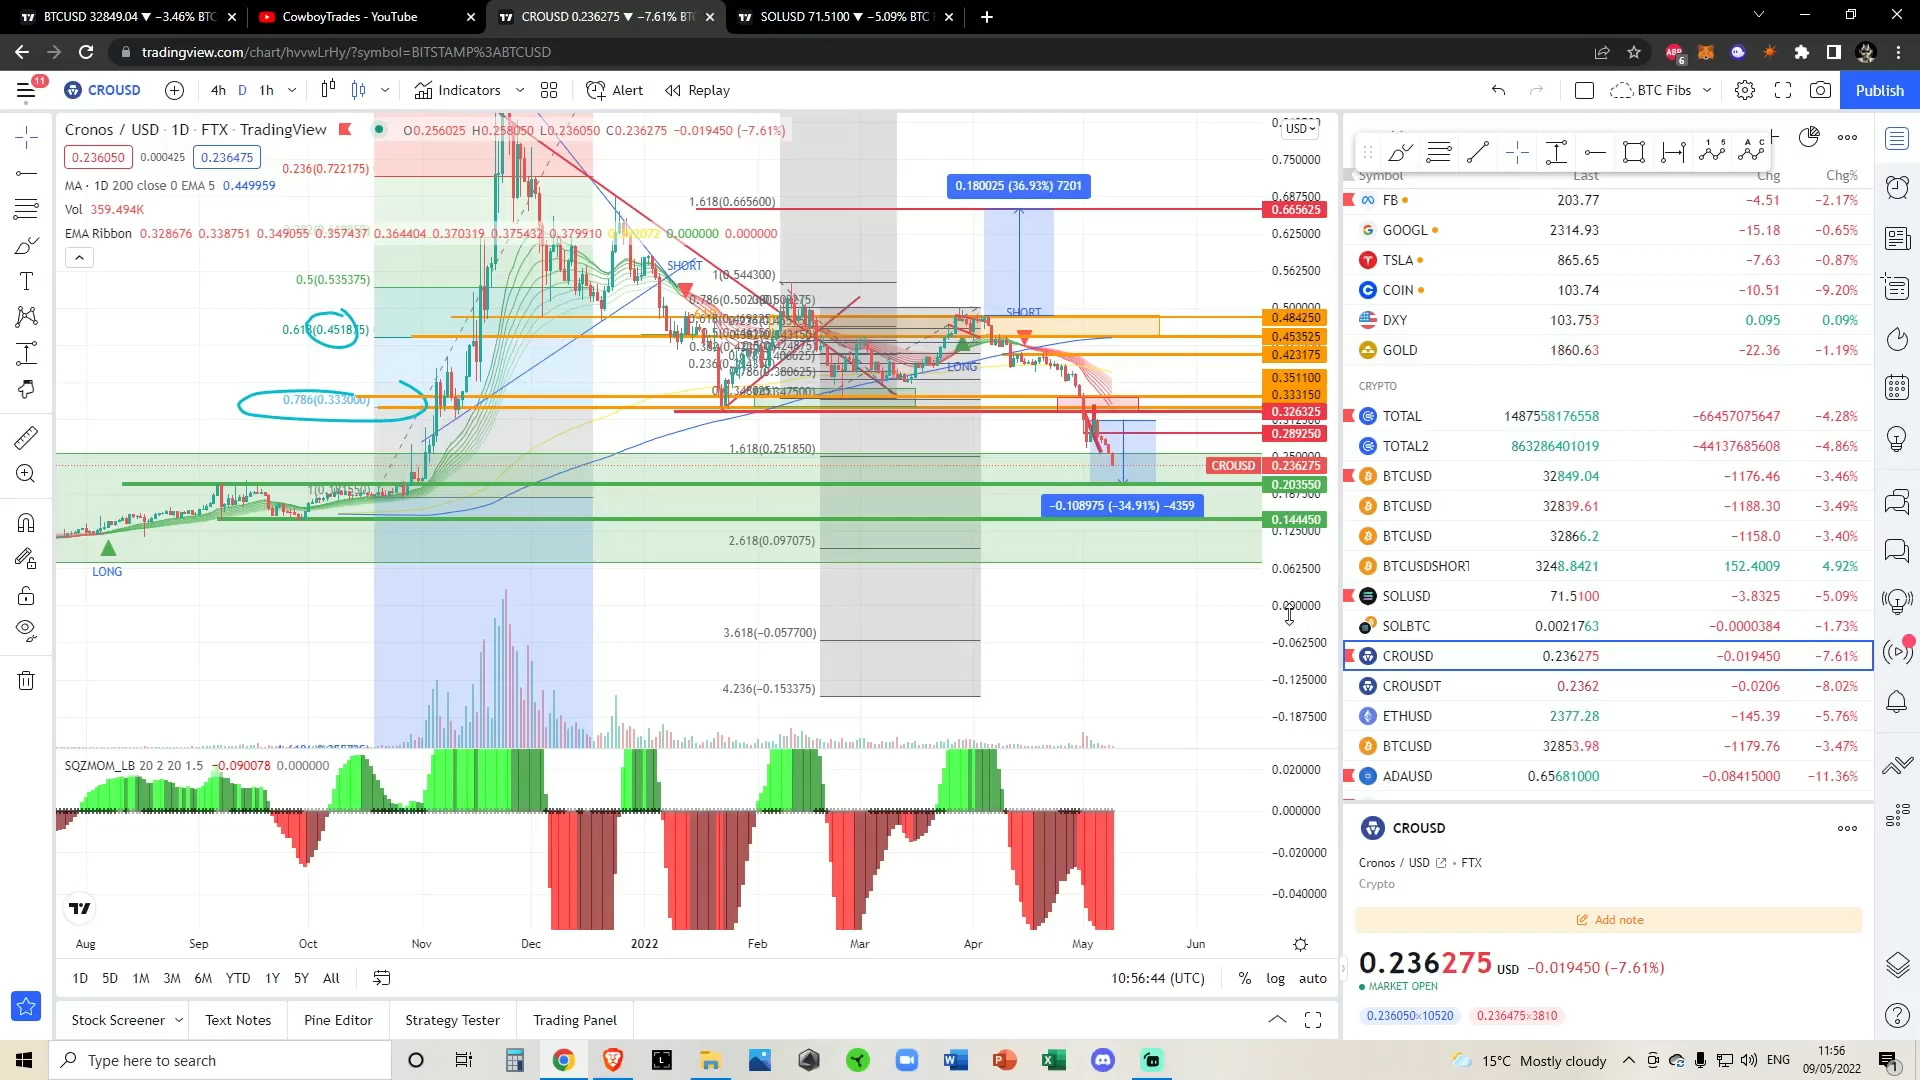 BTCUSD 32849.04 ▼ −3.46% BTC
CowboyTrades - YouTube
CROUSD 0.236275 ▼ −7.61% BTC
SOLUSD 71.5100 ▼ −5.09% BTC F
tradingview.com/chart/hvvwLrHy/?symbol=BITSTAMP%3ABTCUSD
6
11
CROUSD
4h D 1h
Indicators
Alert
Replay
BTC Fibs
Publish
Cronos / USD · 1D · FTX · TradingView
O0.256025 H0.258050 L0.236050 C0.236275 −0.019450 (−7.61%)
0.236050 0.000425 0.236475
MA · 1D 200 close 0 EMA 5 0.449959
Vol 359.494K
EMA Ribbon 0.328676 0.338751 0.349055 0.357437 0.364404 0.370319 0.375432 0.379910 0.000000 0.000000
0.236(0.722175)
0.5(0.535375)
0.618(0.451875)
0.786(0.333000)
1.618(0.665600)
1(0.544300)
SHORT
0.180025 (36.93%) 7201
SHORT
LONG
1.618(0.251850)
−0.108975 (−34.91%) −4359
2.618(0.097075)
LONG
3.618(−0.057700)
4.236(−0.153375)
USD
0.750000
0.687500
0.665625
0.625000
0.562500
0.500000
0.484250
0.453525
0.423175
0.351100
0.333150
0.326325
0.289250
CROUSD 0.236275
0.203550
0.144450
0.125000
0.062500
0.000000
−0.062500
−0.125000
−0.187500
SQZMOM_LB 20 2 20 1.5 −0.090078 0.000000
0.020000
0.000000
−0.020000
−0.040000
Aug Sep Oct Nov Dec 2022 Feb Mar Apr May Jun
1D 5D 1M 3M 6M YTD 1Y 5Y All
10:56:44 (UTC) % log auto
Stock Screener Text Notes Pine Editor Strategy Tester Trading Panel
Symbol Last Chg Chg%
FB 203.77 −4.51 −2.17%
GOOGL 2314.93 −15.18 −0.65%
TSLA 865.65 −7.63 −0.87%
COIN 103.74 −10.51 −9.20%
DXY 103.753 0.095 0.09%
GOLD 1860.63 −22.36 −1.19%
CRYPTO
TOTAL 1487558176558 −66457075647 −4.28%
TOTAL2 863286401019 −44137685608 −4.86%
BTCUSD 32849.04 −1176.46 −3.46%
BTCUSD 32839.61 −1188.30 −3.49%
BTCUSD 32866.2 −1158.0 −3.40%
BTCUSDSHORT 3248.8421 152.4009 4.92%
SOLUSD 71.5100 −3.8325 −5.09%
SOLBTC 0.0021763 −0.0000384 −1.73%
CROUSD 0.236275 −0.019450 −7.61%
CROUSDT 0.2362 −0.0206 −8.02%
ETHUSD 2377.28 −145.39 −5.76%
BTCUSD 32853.98 −1179.76 −3.47%
ADAUSD 0.65681000 −0.08415000 −11.36%
CROUSD
Cronos / USD • FTX
Crypto
Add note
0.236275 USD −0.019450 (−7.61%)
MARKET OPEN
0.236050×10520 0.236475×3810
Type here to search
15°C Mostly cloudy
ENG
11:56
09/05/2022
1